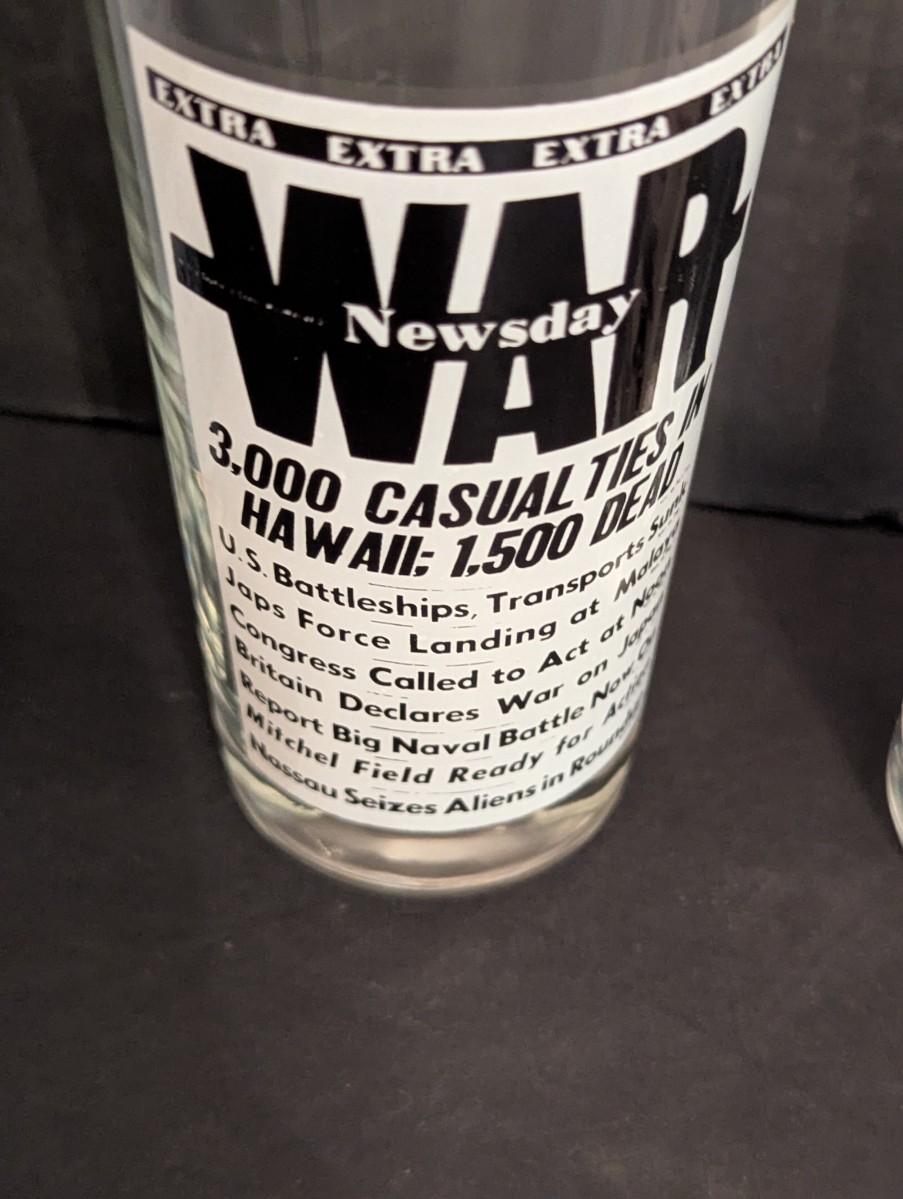 EXTRA EXTRA EXTRA EXTRA
WAR
Newsday
3,000 CASUALTIES IN
HAWAII; 1,500 DEAD
U.S. Battleships, Transports Sunk
Japs Force Landing at Malaya
Congress Called to Act at Noon
Britain Declares War on Japan
Report Big Naval Battle Now On
Mitchel Field Ready for Action
Nassau Seizes Aliens in